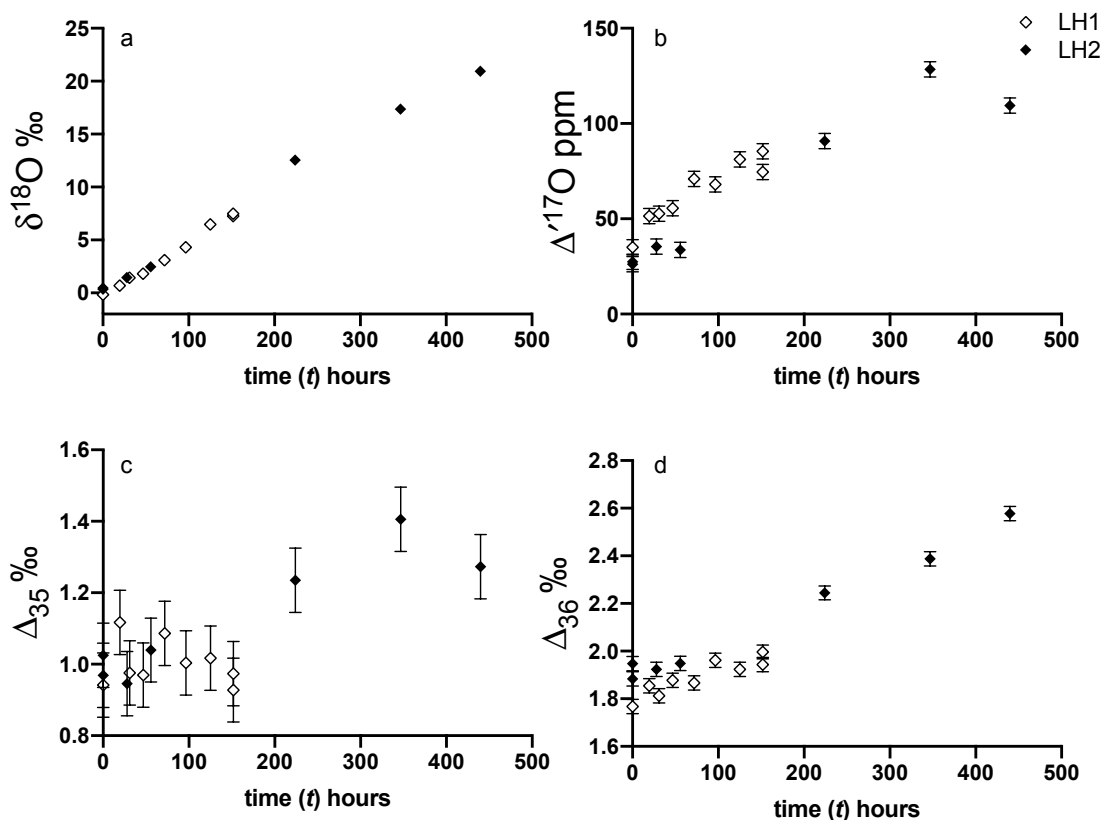 LH1
LH2
a
δ18O ‰
25
20
15
10
5
0
0 100 200 300 400 500
time (t) hours
b
Δ′17O ppm
150
100
50
0
0 100 200 300 400 500
time (t) hours
c
Δ35 ‰
1.6
1.4
1.2
1.0
0.8
0 100 200 300 400 500
time (t) hours
d
Δ36 ‰
2.8
2.6
2.4
2.2
2.0
1.8
1.6
0 100 200 300 400 500
time (t) hours